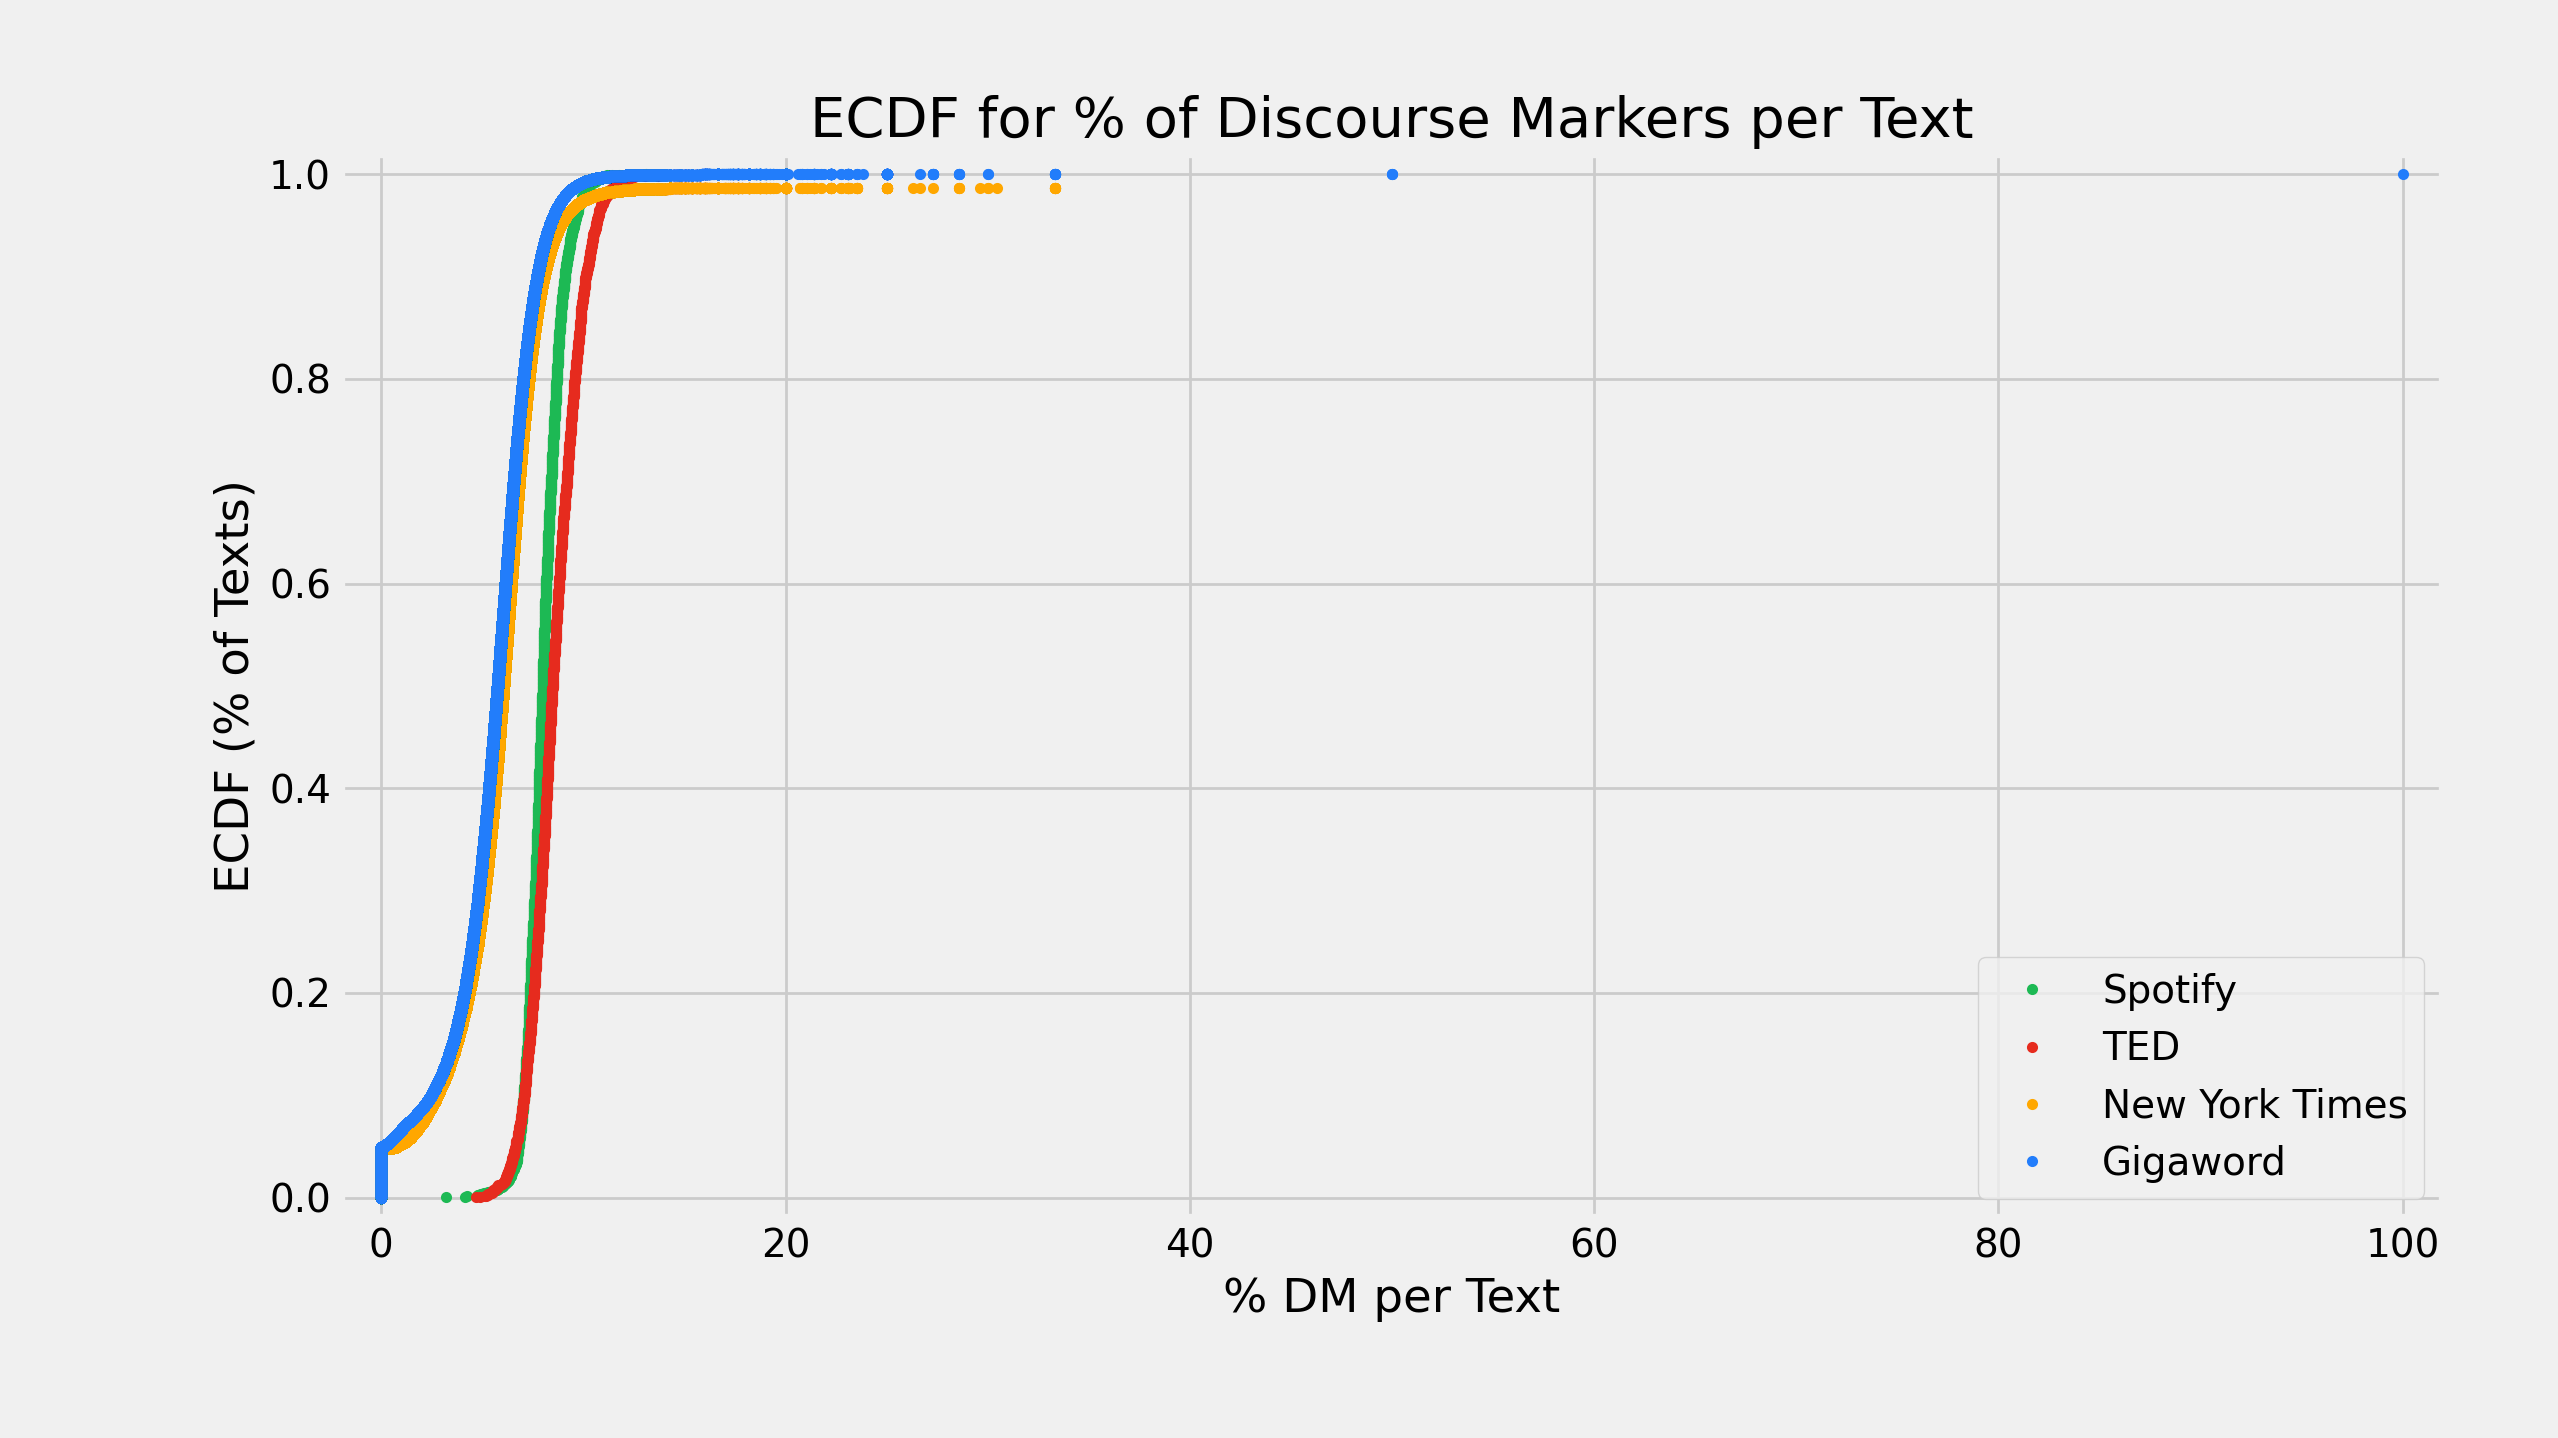 ECDF for % of Discourse Markers per Text
1.0
0.8
0.6
0.4
0.2
0.0
ECDF (% of Texts)
0 20 40 60 80 100
% DM per Text
Spotify
TED
New York Times
Gigaword